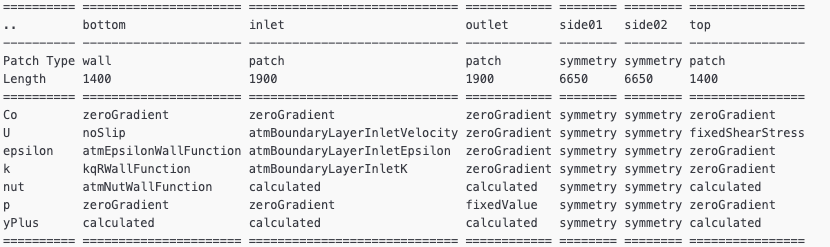 ========== ====================== ============================= ============ ======== ======== ================
..         bottom                 inlet                         outlet       side01   side02   top
---------- ---------------------- ----------------------------- ------------ -------- -------- ----------------
Patch Type wall                   patch                         patch        symmetry symmetry patch
Length     1400                   1900                          1900         6650     6650     1400
========== ====================== ============================= ============ ======== ======== ================
Co         zeroGradient           zeroGradient                  zeroGradient symmetry symmetry zeroGradient
U          noSlip                 atmBoundaryLayerInletVelocity zeroGradient symmetry symmetry fixedShearStress
epsilon    atmEpsilonWallFunction atmBoundaryLayerInletEpsilon  zeroGradient symmetry symmetry zeroGradient
k          kqRWallFunction        atmBoundaryLayerInletK        zeroGradient symmetry symmetry zeroGradient
nut        atmNutWallFunction     calculated                    calculated   symmetry symmetry calculated
p          zeroGradient           zeroGradient                  fixedValue   symmetry symmetry zeroGradient
yPlus      calculated             calculated                    calculated   symmetry symmetry calculated
========== ====================== ============================= ============ ======== ======== ================